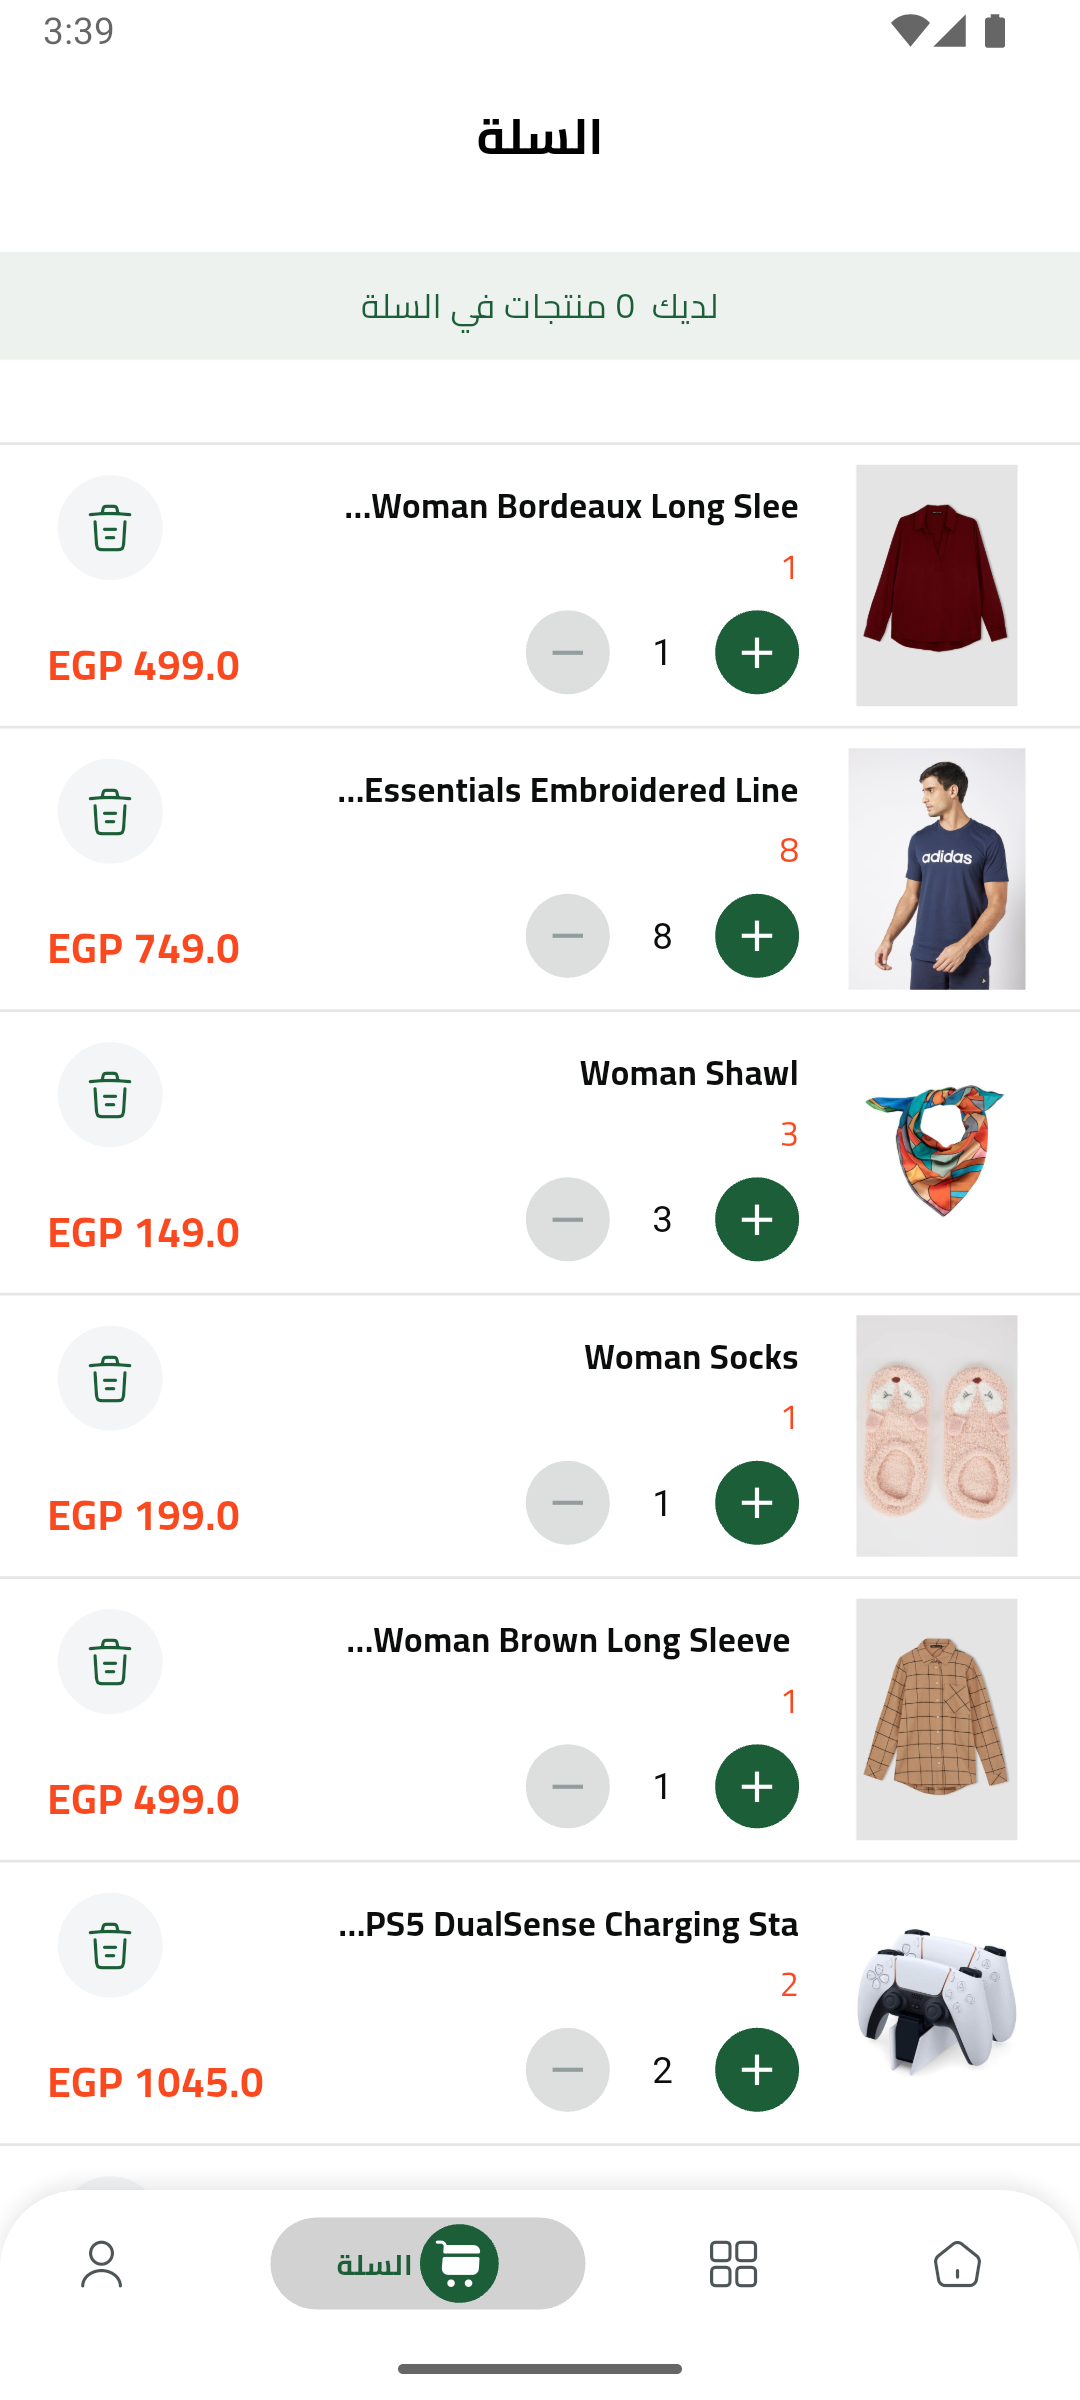 3:39
السلة
لديك 0 منتجات في السلة
Woman Bordeaux Long Slee...
1
1
EGP 499.0
Essentials Embroidered Line...
adidas
8
8
EGP 749.0
Woman Shawl
3
3
EGP 149.0
Woman Socks
1
1
EGP 199.0
Woman Brown Long Sleeve ...
1
1
EGP 499.0
PS5 DualSense Charging Sta...
2
2
EGP 1045.0
السلة